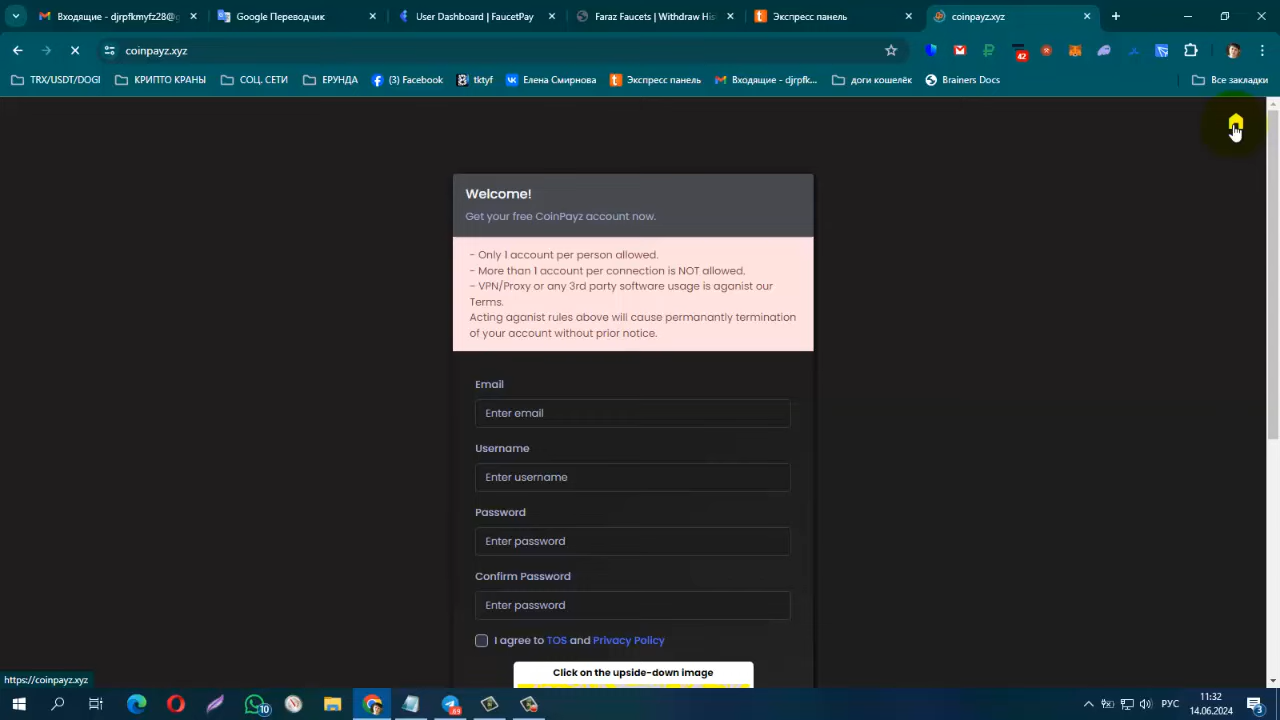 Входящие - djrpfkmyfz28@g
Google Переводчик
User Dashboard | FaucetPay
Faraz Faucets | Withdraw His
Экспресс панель
coinpayz.xyz
coinpayz.xyz
42
TRX/USDT/DOGI
КРИПТО КРАНЫ
СОЦ. СЕТИ
ЕРУНДА
(3) Facebook
tktyf
Елена Смирнова
Экспресс панель
Входящие - djrpfk...
доги кошелёк
Brainers Docs
Все закладки
Welcome!
Get your free CoinPayz account now.
- Only 1 account per person allowed.
- More than 1 account per connection is NOT allowed.
- VPN/Proxy or any 3rd party software usage is aganist our
Terms.
Acting aganist rules above will cause permanantly termination
of your account without prior notice.
Email
Enter email
Username
Enter username
Password
Enter password
Confirm Password
Enter password
I agree to TOS and Privacy Policy
Click on the upside-down image
https://coinpayz.xyz
10
РУС
11:32
14.06.2024